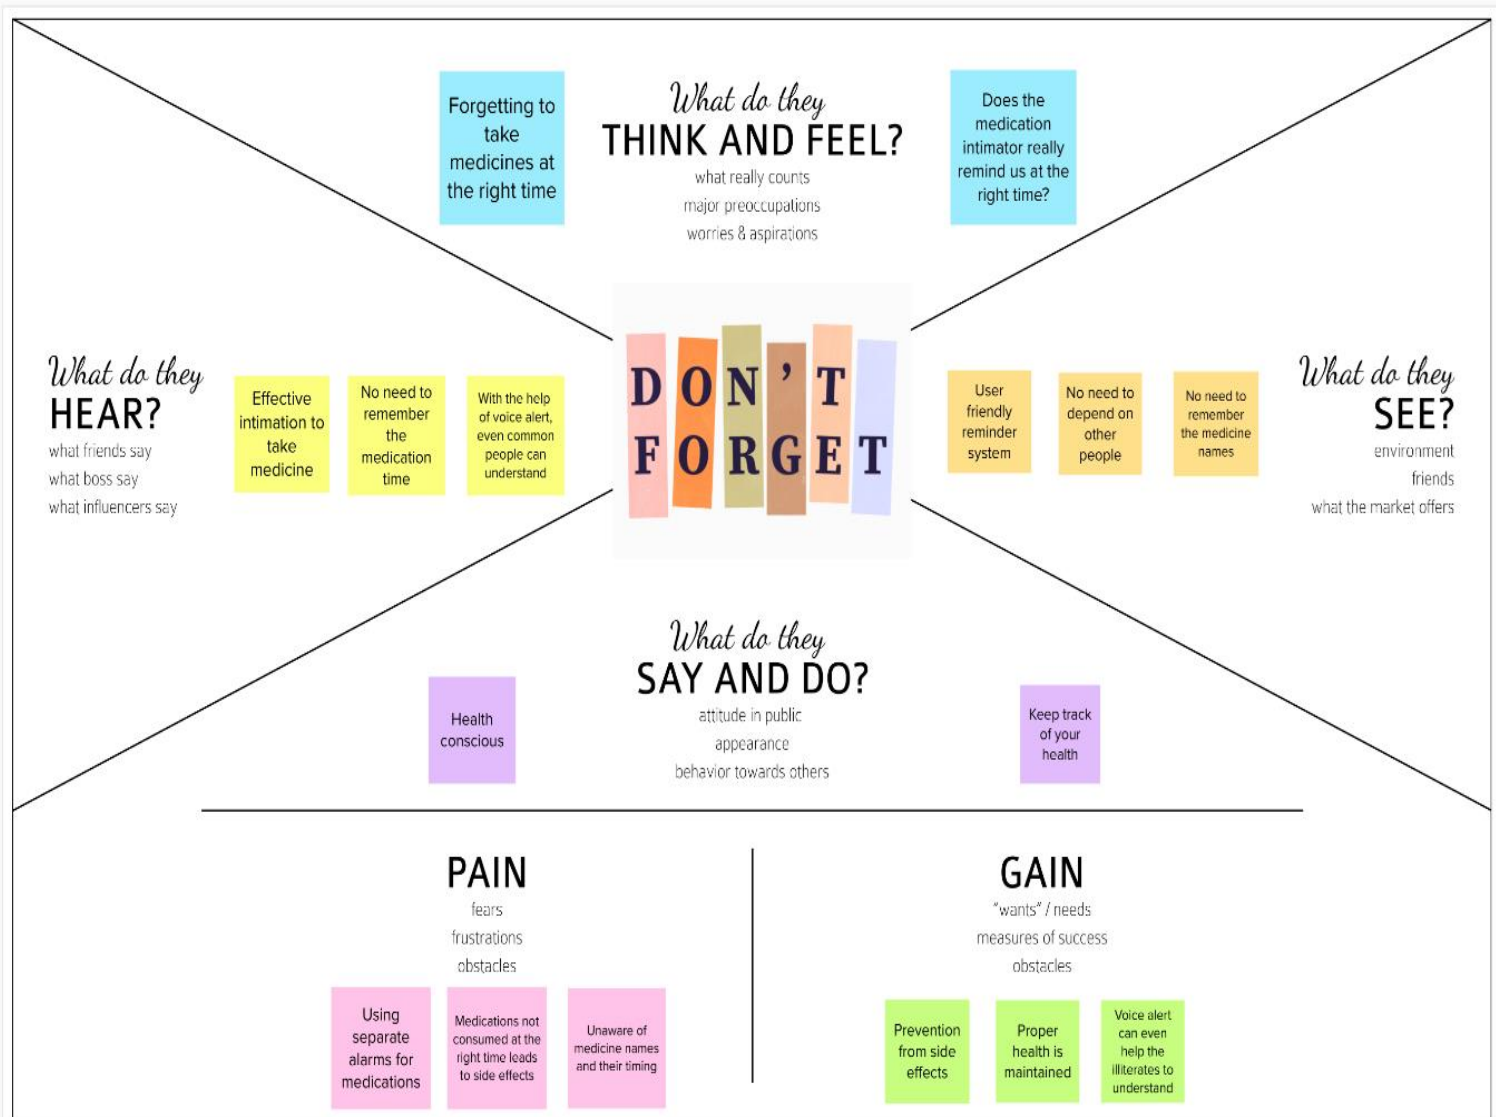 What do they
THINK AND FEEL?
what really counts
major preoccupations
worries & aspirations
Forgetting to
take
medicines at
the right time
Does the
medication
intimator really
remind us at the
right time?
What do they
HEAR?
what friends say
what boss say
what influencers say
Effective
intimation to
take
medicine
No need to
remember
the
medication
time
With the help
of voice alert,
even common
people can
understand
DON'T
FORGET
User
friendly
reminder
system
No need to
depend on
other
people
No need to
remember
the medicine
names
What do they
SEE?
environment
friends
what the market offers
What do they
SAY AND DO?
attitude in public
appearance
behavior towards others
Health
conscious
Keep track
of your
health
PAIN
fears
frustrations
obstacles
Using
separate
alarms for
medications
Medications not
consumed at the
right time leads
to side effects
Unaware of
medicine names
and their timing
GAIN
"wants" / needs
measures of success
obstacles
Prevention
from side
effects
Proper
health is
maintained
Voice alert
can even
help the
illiterates to
understand